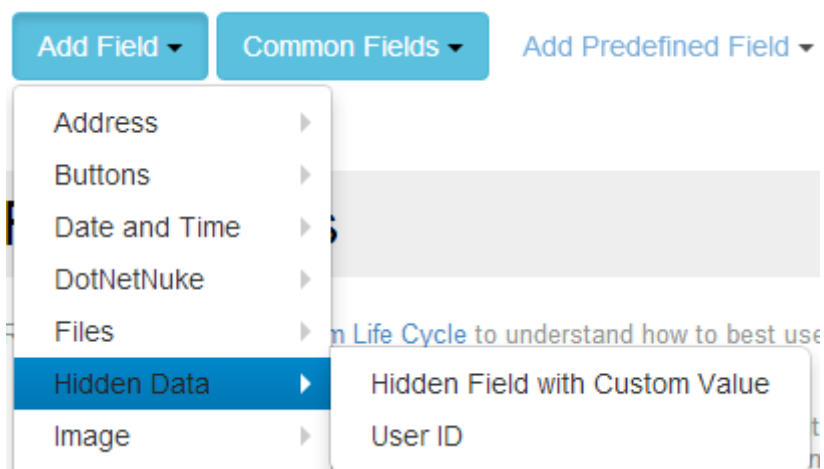 Add Field Common Fields Add Predefined Field
Address
Buttons
Date and Time
DotNetNuke
Files
Life Cycle to understand how to best use
Hidden Data
Hidden Field with Custom Value
Image
User ID